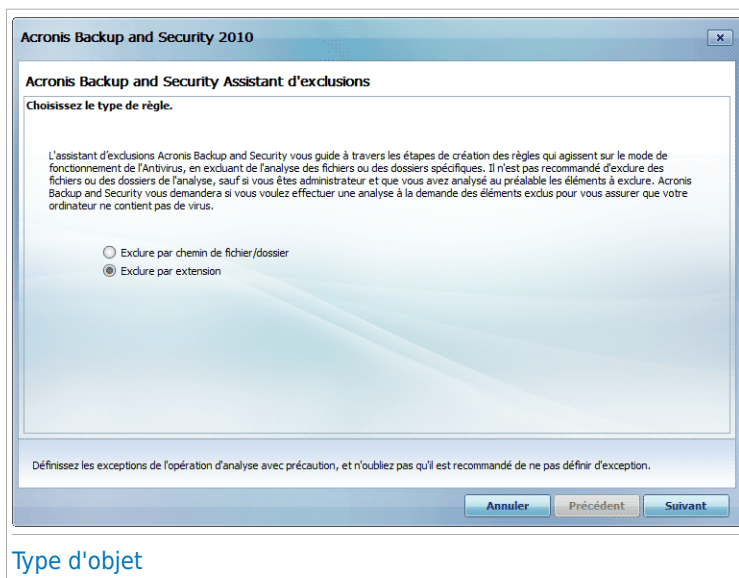 Acronis Backup and Security 2010
Acronis Backup and Security Assistant d'exclusions
Choisissez le type de règle.
L'assistant d'exclusions Acronis Backup and Security vous guide à travers les étapes de création des règles qui agissent sur le mode de
fonctionnement de l'Antivirus, en excluant de l'analyse des fichiers ou des dossiers spécifiques. Il n'est pas recommandé d'exclure des
fichiers ou des dossiers de l'analyse, sauf si vous êtes administrateur et que vous avez analysé au préalable les éléments à exclure. Acronis
Backup and Security vous demandera si vous voulez effectuer une analyse à la demande des éléments exclus pour vous assurer que votre
ordinateur ne contient pas de virus.
Exclure par chemin de fichier/dossier
Exclure par extension
Définissez les exceptions de l'opération d'analyse avec précaution, et n'oubliez pas qu'il est recommandé de ne pas définir d'exception.
Annuler Précédent Suivant
Type d'objet